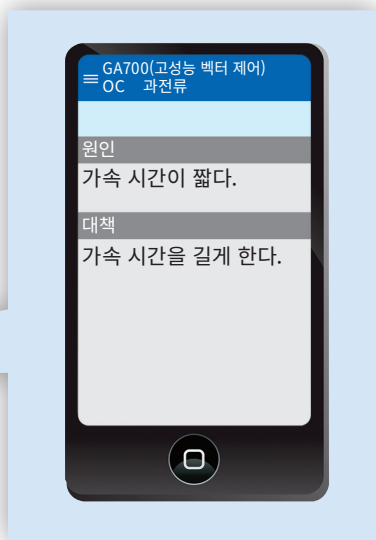 GA700(고성능 벡터 제어)
OC 과전류
원인
가속 시간이 짧다.
대책
가속 시간을 길게 한다.